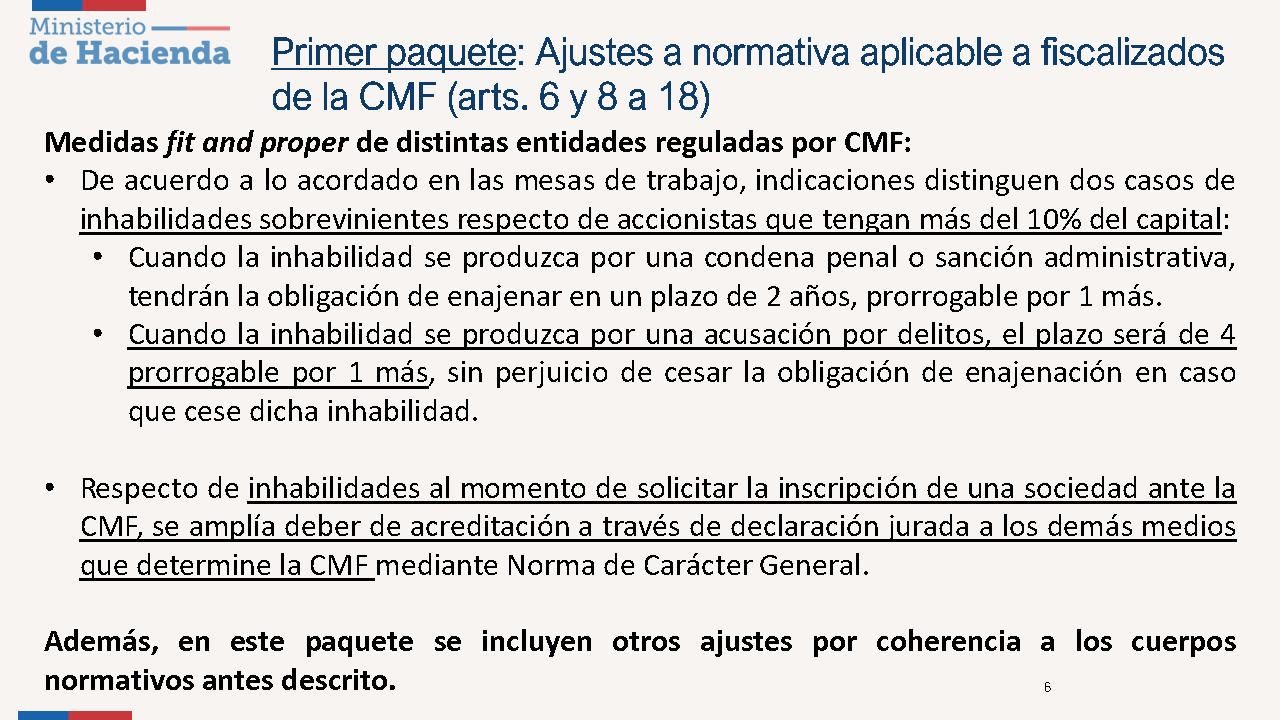 Ministerio
de Hacienda
Primer paquete: Ajustes a normativa aplicable a fiscalizados
de la CMF (arts. 6 y 8 a 18)
Medidas fit and proper de distintas entidades reguladas por CMF:
• De acuerdo a lo acordado en las mesas de trabajo, indicaciones distinguen dos casos de
inhabilidades sobrevinientes respecto de accionistas que tengan más del 10% del capital:
• Cuando la inhabilidad se produzca por una condena penal o sanción administrativa,
tendrán la obligación de enajenar en un plazo de 2 años, prorrogable por 1 más.
• Cuando la inhabilidad se produzca por una acusación por delitos, el plazo será de 4
prorrogable por 1 más, sin perjuicio de cesar la obligación de enajenación en caso
que cese dicha inhabilidad.
• Respecto de inhabilidades al momento de solicitar la inscripción de una sociedad ante la
CMF, se amplía deber de acreditación a través de declaración jurada a los demás medios
que determine la CMF mediante Norma de Carácter General.
Además, en este paquete se incluyen otros ajustes por coherencia a los cuerpos
normativos antes descrito.
6